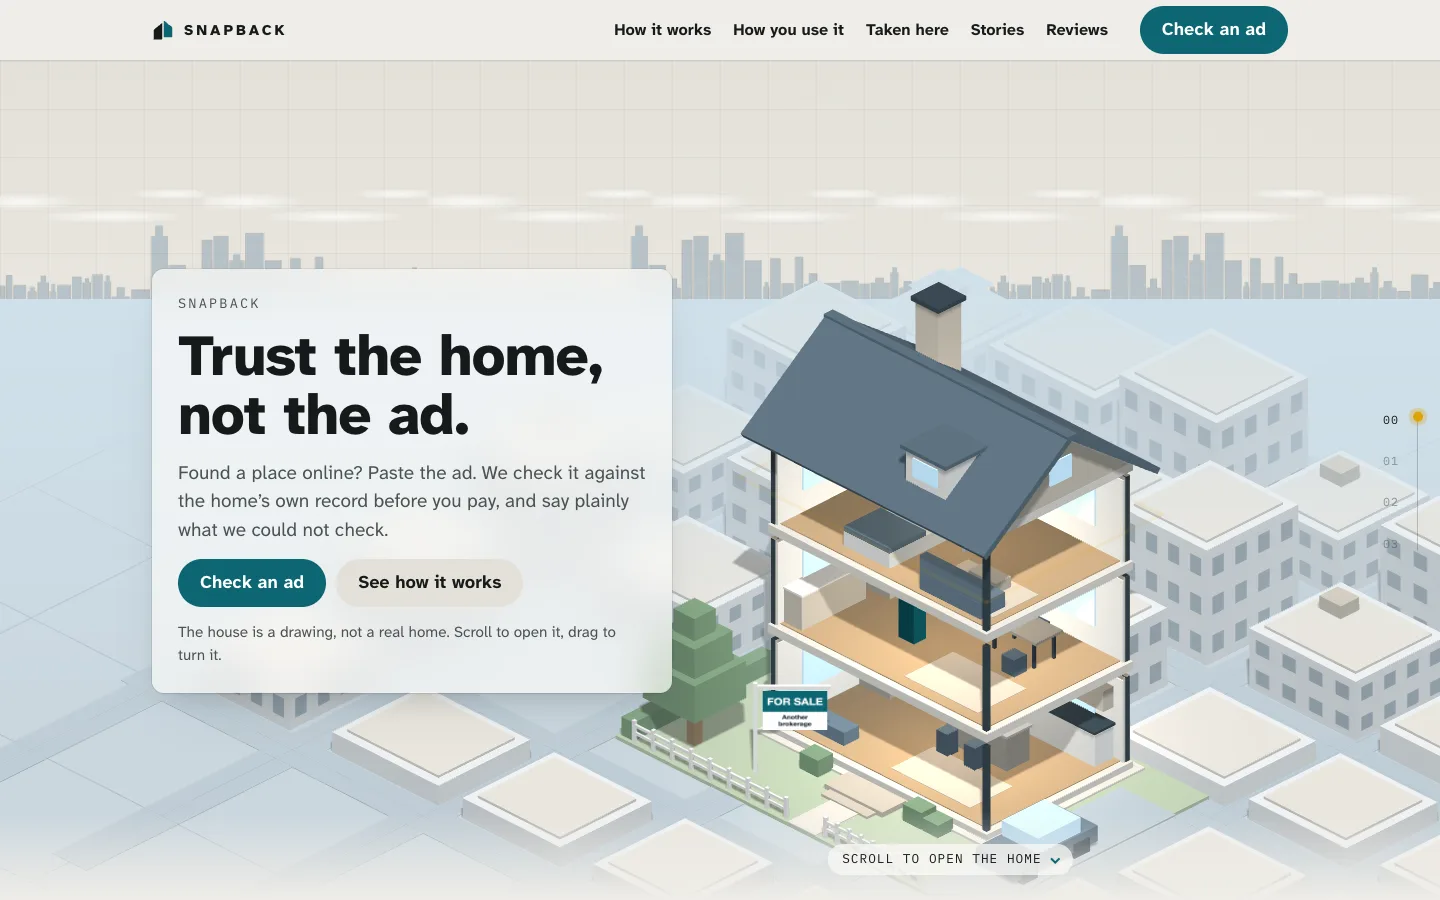 SNAPBACK
How it works
How you use it
Taken here
Stories
Reviews
Check an ad
SNAPBACK
Trust the home,
not the ad.
Found a place online? Paste the ad. We check it against
the home’s own record before you pay, and say plainly
what we could not check.
Check an ad
See how it works
The house is a drawing, not a real home. Scroll to open it, drag to
turn it.
00
01
02
03
FOR SALE
Another
brokerage
SCROLL TO OPEN THE HOME